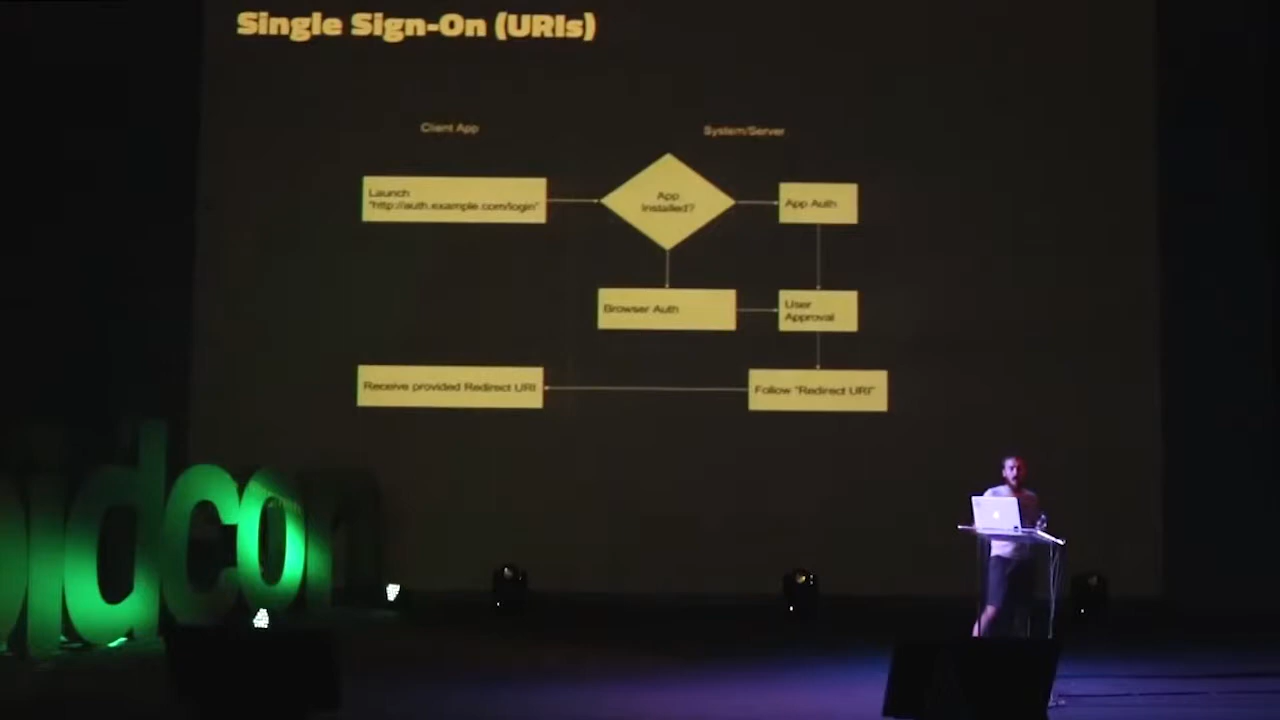 Single Sign-On (URIs)
Client App
System/Server
Launch
"http://auth.example.com/login"
App
Installed?
App Auth
Browser Auth
User
Approval
Receive provided Redirect URI
Follow "Redirect URI"
oidcon